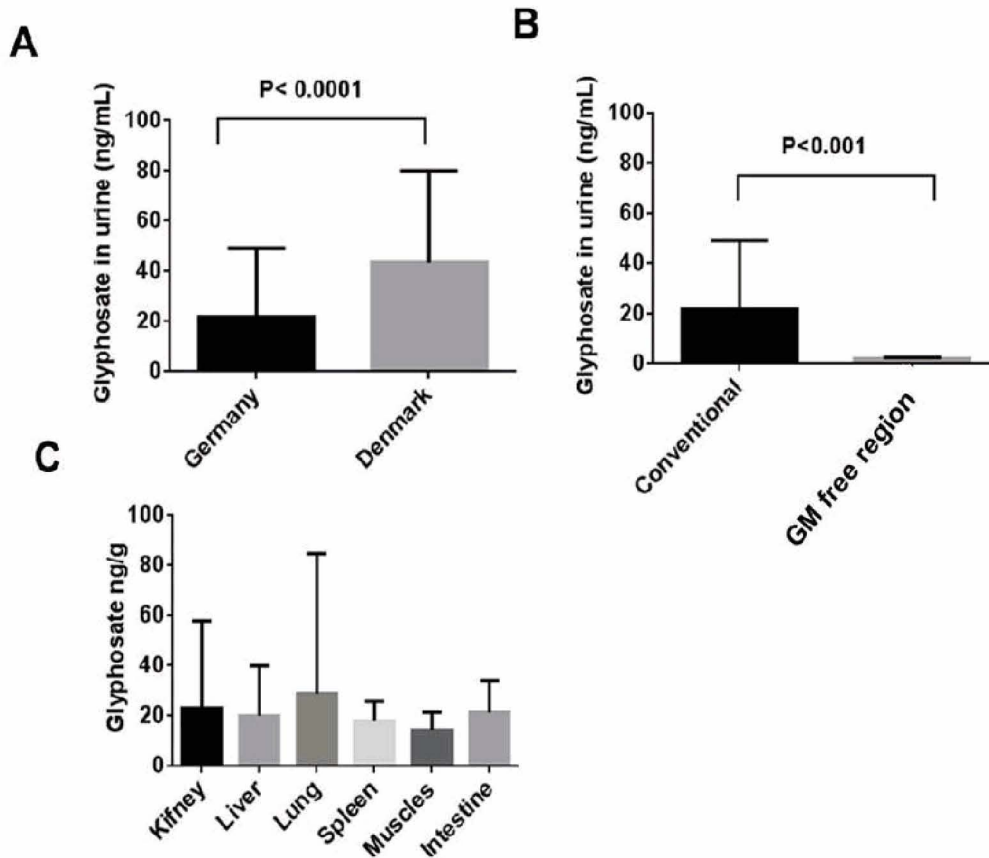 A
P< 0.0001
Glyphosate in urine (ng/mL)
100
80
60
40
20
0
Germany
Denmark
B
P<0.001
Glyphosate in urine (ng/mL)
100
80
60
40
20
0
Conventional
GM free region
C
Glyphosate ng/g
100
80
60
40
20
0
Kifney
Liver
Lung
Spleen
Muscles
Intestine